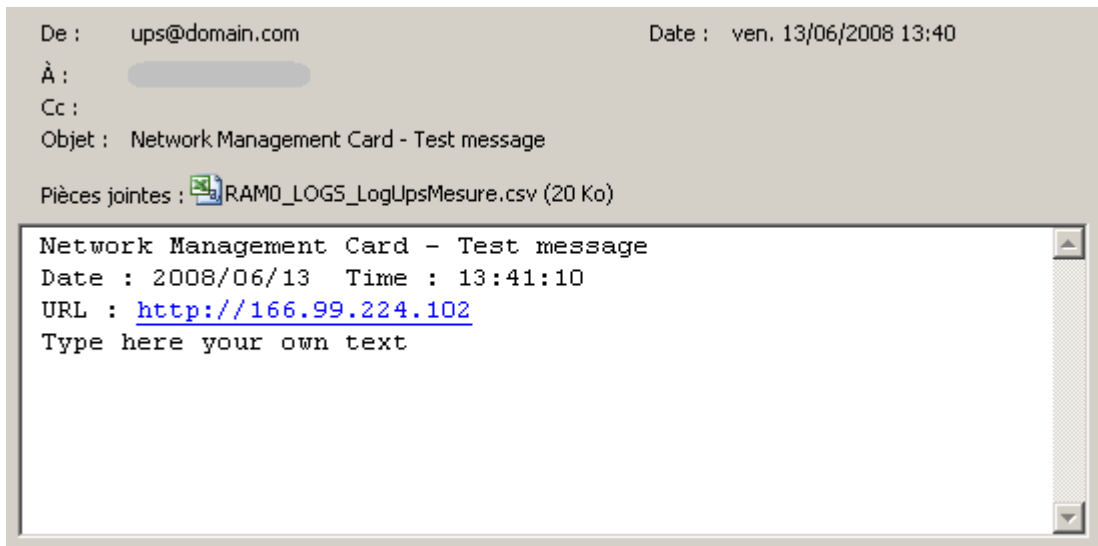 De : ups@domain.com Date : ven. 13/06/2008 13:40
À :
Cc :
Objet : Network Management Card - Test message
Pièces jointes : RAM0_LOGS_LogUpsMesure.csv (20 Ko)
Network Management Card - Test message
Date : 2008/06/13 Time : 13:41:10
URL : http://166.99.224.102
Type here your own text